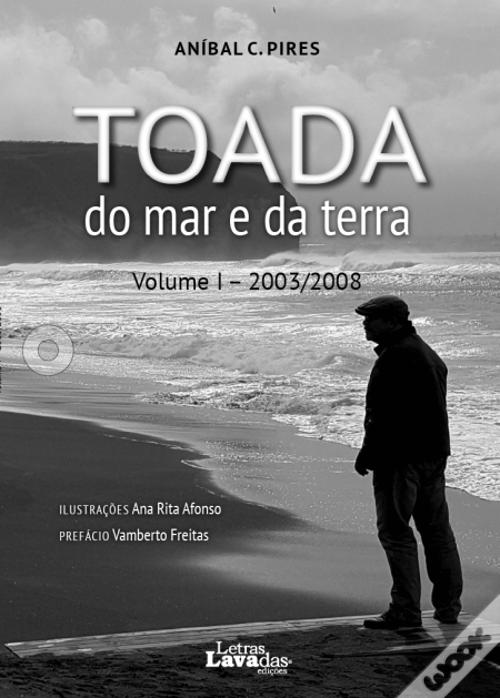 ANÍBAL C. PIRES
TOADA
do mar e da terra
Volume I – 2003/2008
ILUSTRAÇÕES Ana Rita Afonso
PREFÁCIO Vamberto Freitas
Letras
LAVAdas
edições
wook